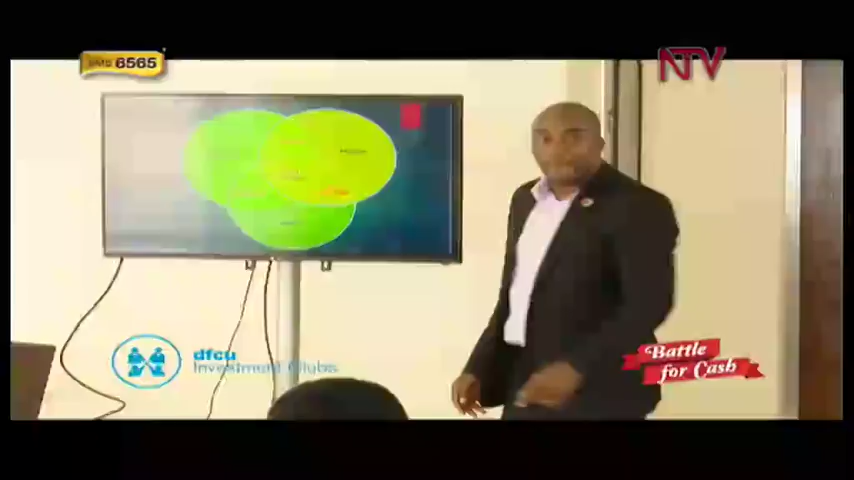 SMS 6565
NTV
dfcu
Investment Clubs
Battle
for Cash